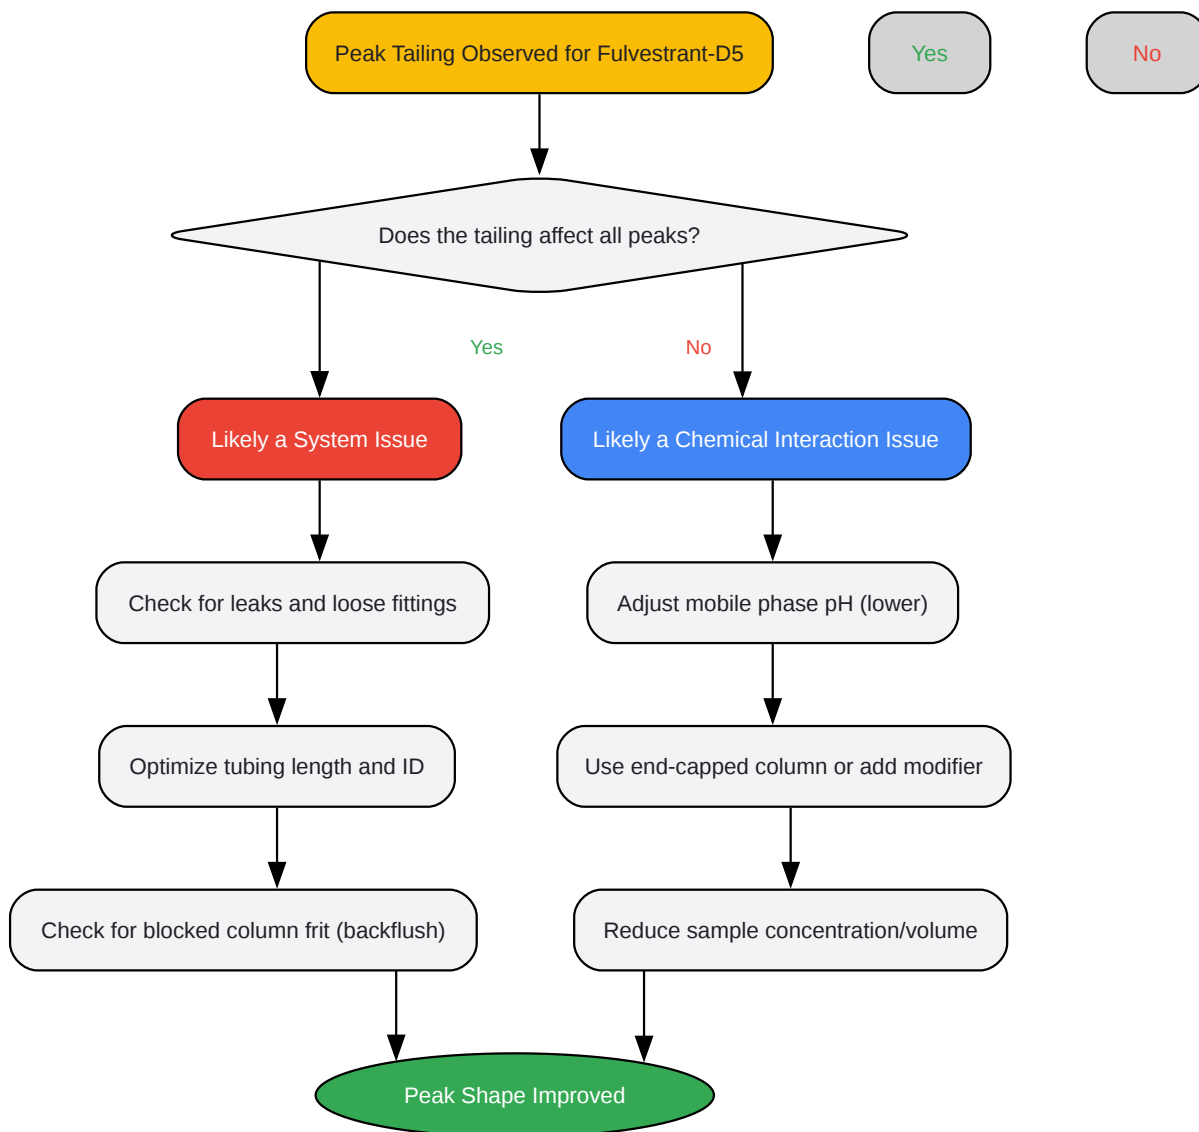 Peak Tailing Observed for Fulvestrant-D5
Yes
No
Does the tailing affect all peaks?
Yes
No
Likely a System Issue
Likely a Chemical Interaction Issue
Check for leaks and loose fittings
Adjust mobile phase pH (lower)
Optimize tubing length and ID
Use end-capped column or add modifier
Check for blocked column frit (backflush)
Reduce sample concentration/volume
Peak Shape Improved